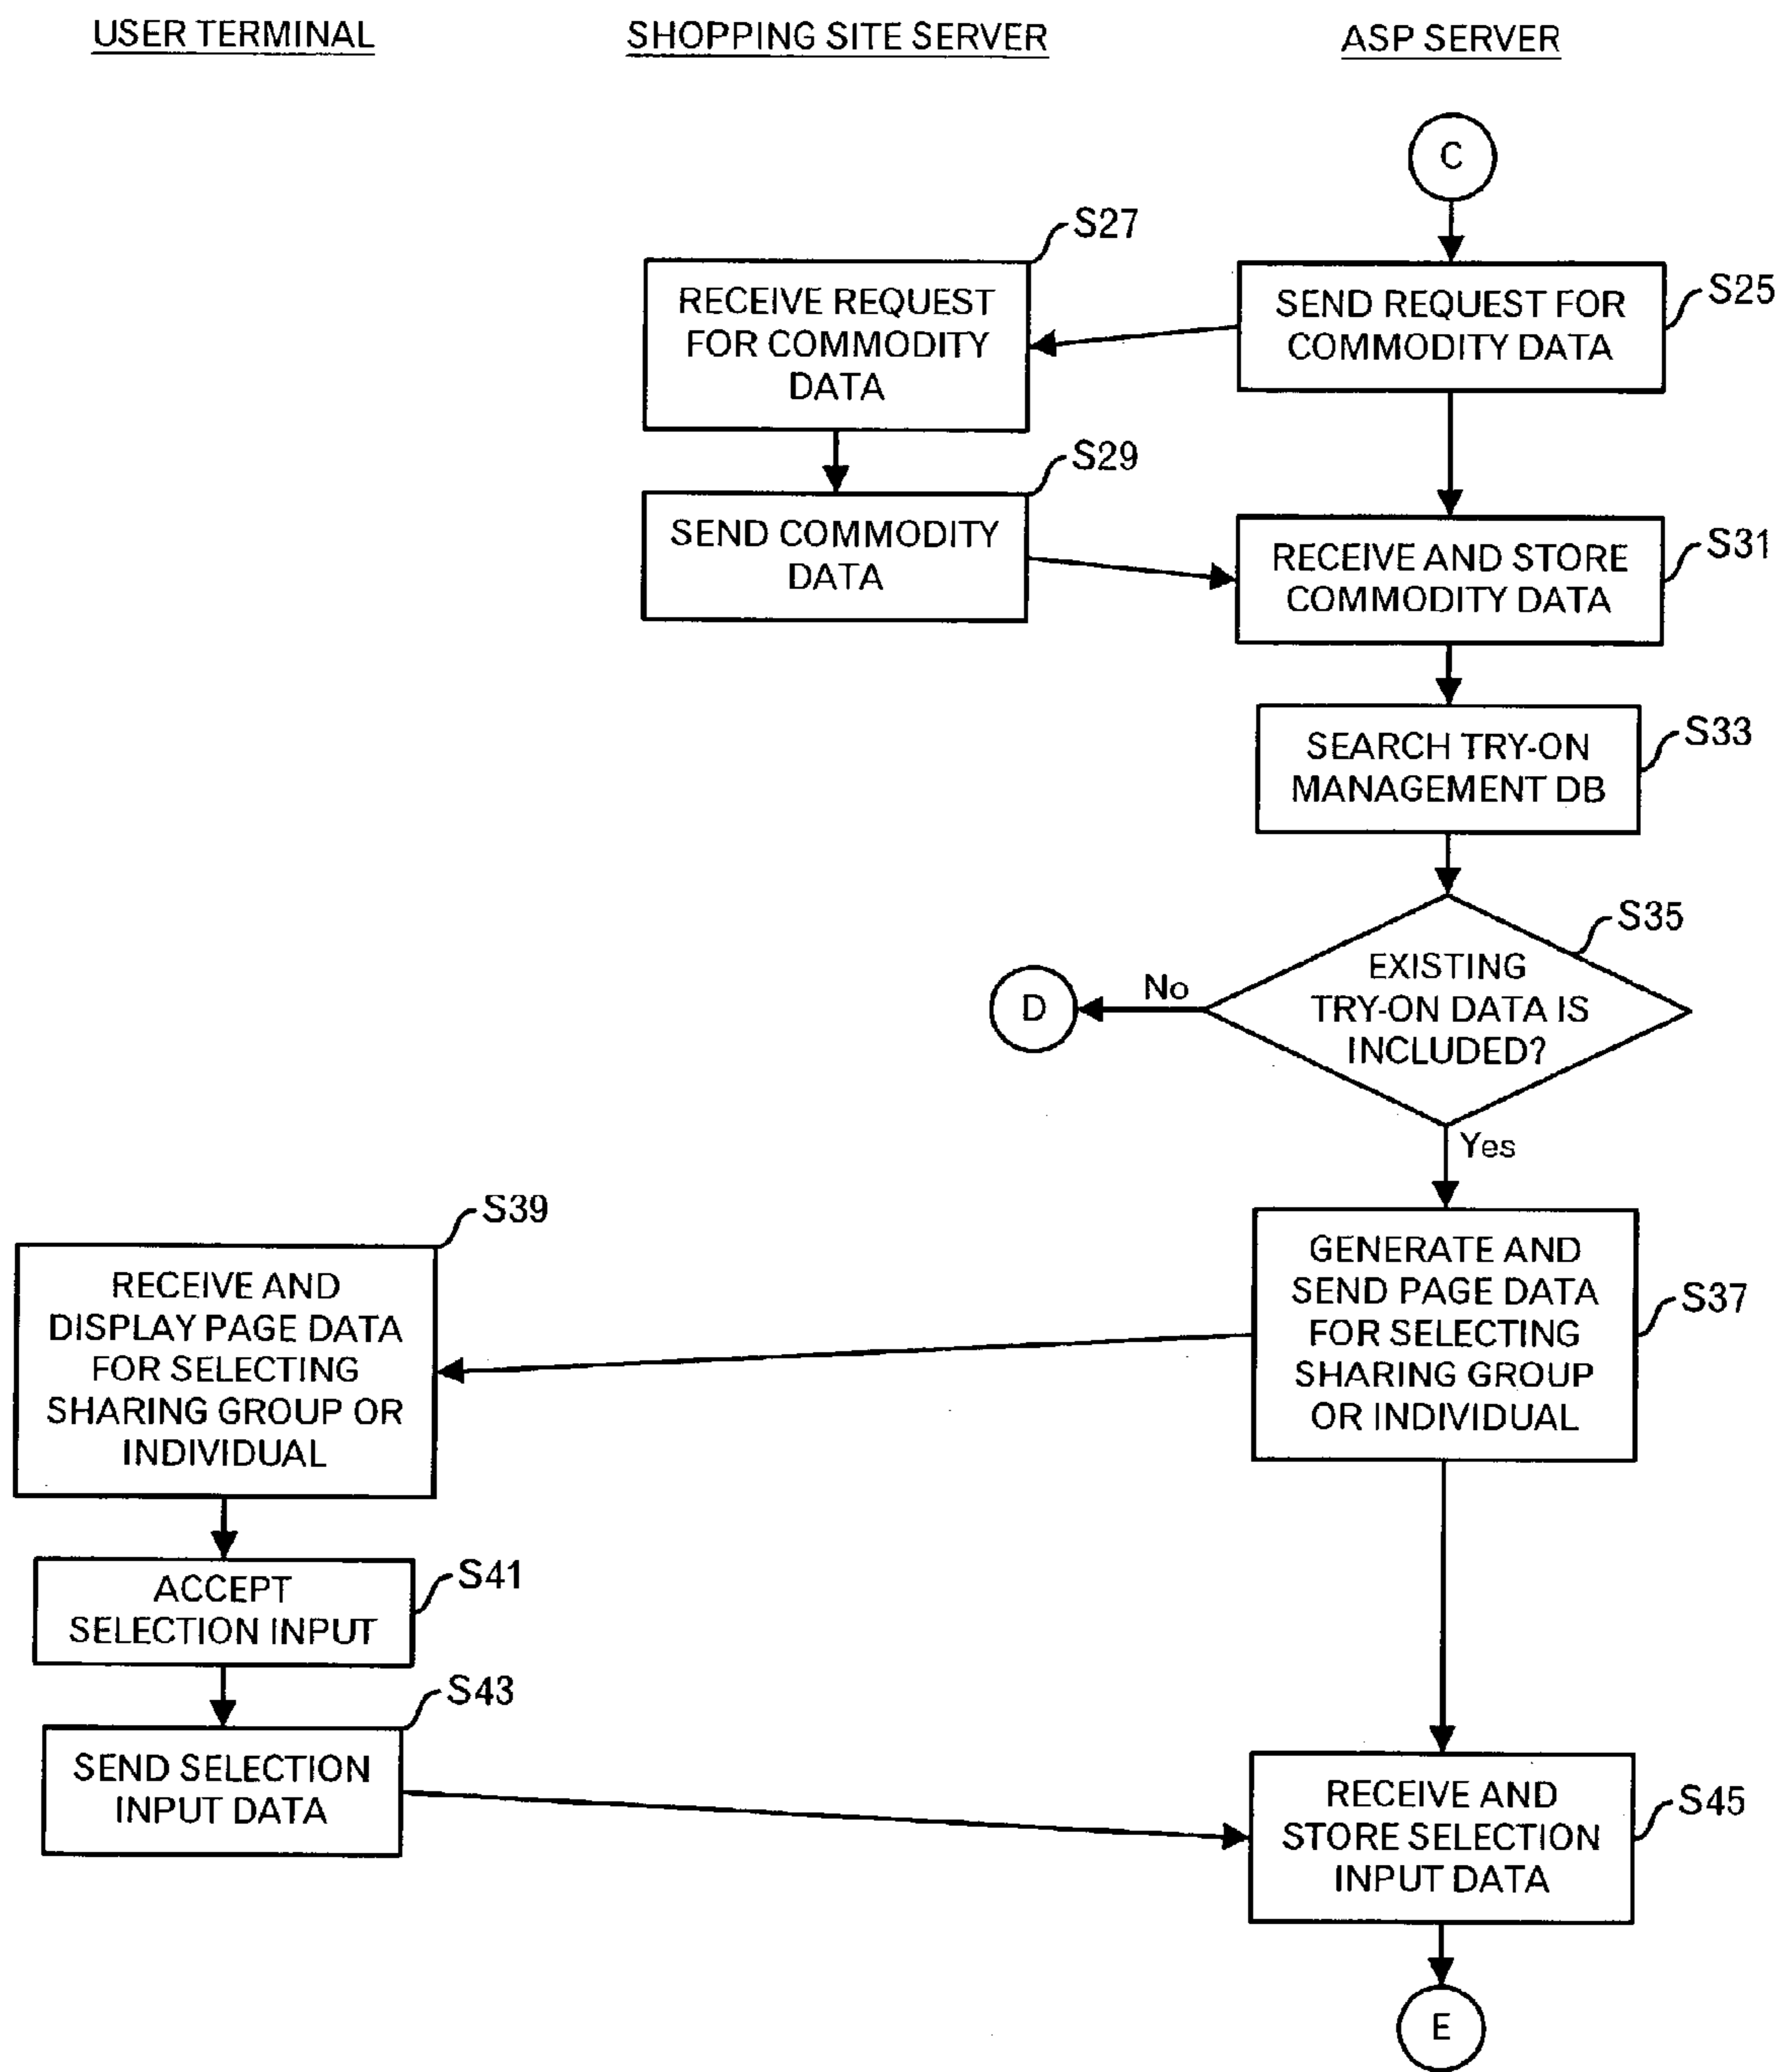 USER TERMINAL
SHOPPING SITE SERVER
ASP SERVER
C
S27
RECEIVE REQUEST
FOR COMMODITY
DATA
S25
SEND REQUEST FOR
COMMODITY DATA
S29
SEND COMMODITY
DATA
S31
RECEIVE AND STORE
COMMODITY DATA
S33
SEARCH TRY-ON
MANAGEMENT DB
S35
EXISTING
TRY-ON DATA IS
INCLUDED?
No
D
Yes
S39
RECEIVE AND
DISPLAY PAGE DATA
FOR SELECTING
SHARING GROUP OR
INDIVIDUAL
S37
GENERATE AND
SEND PAGE DATA
FOR SELECTING
SHARING GROUP
OR INDIVIDUAL
S41
ACCEPT
SELECTION INPUT
S43
SEND SELECTION
INPUT DATA
S45
RECEIVE AND
STORE SELECTION
INPUT DATA
E